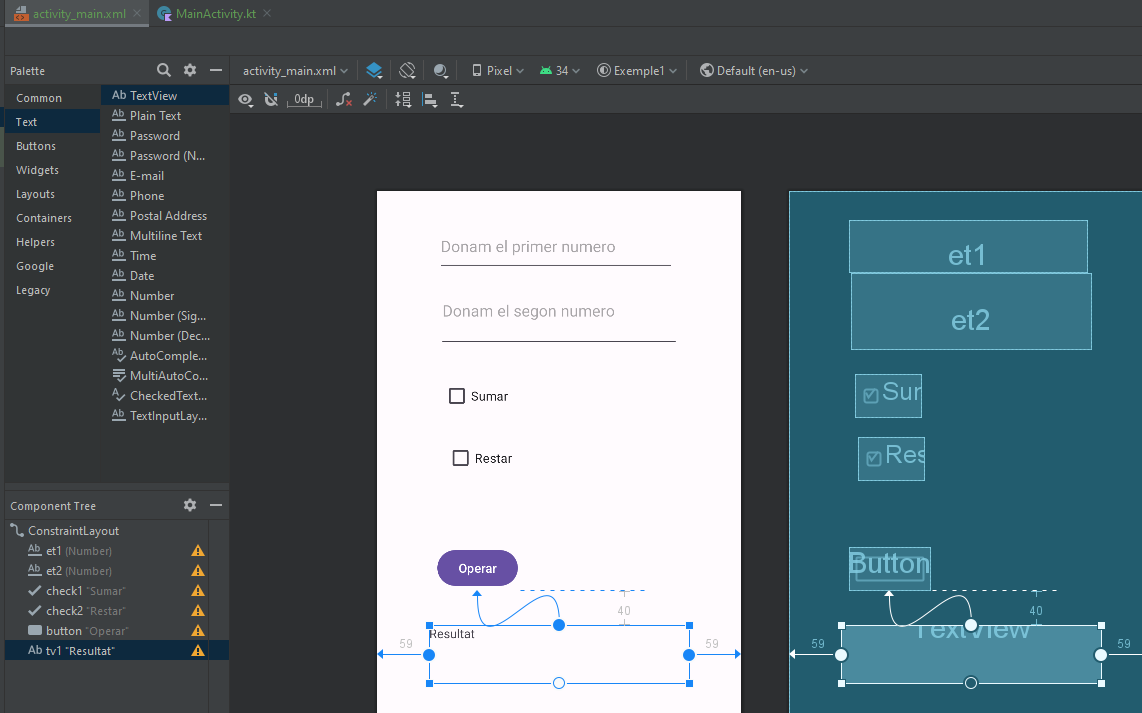 activity_main.xml
MainActivity.kt
Palette
activity_main.xml
Pixel
34
Exemple1
Default (en-us)
0dp
Common
Text
Buttons
Widgets
Layouts
Containers
Helpers
Google
Legacy
Ab TextView
Ab Plain Text
Ab Password
Ab Password (N...
Ab E-mail
Ab Phone
Ab Postal Address
Ab Multiline Text
Ab Time
Ab Date
Ab Number
Ab Number (Sig...
Ab Number (Dec...
Ab AutoComple...
MultiAutoCo...
A CheckedText...
Ab TextInputLay...
Component Tree
ConstraintLayout
Ab et1 (Number)
Ab et2 (Number)
check1 "Sumar"
check2 "Restar"
button "Operar"
Ab tv1 "Resultat"
Donam el primer numero
Donam el segon numero
Sumar
Restar
Operar
40
Resultat
59
59
et1
et2
Sur
Res
Button
40
TextView
59
59